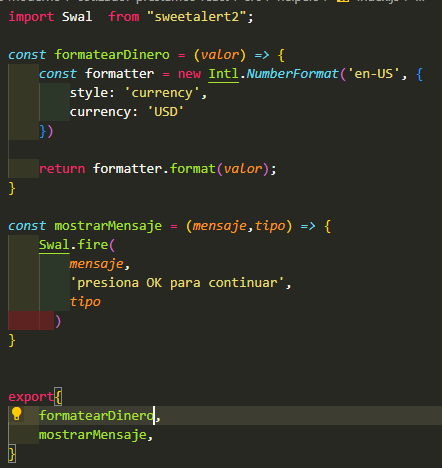 import Swal  from "sweetalert2";
const formatearDinero = (valor) => {
    const formatter = new Intl.NumberFormat('en-US', {
        style: 'currency',
        currency: 'USD'
    })
    return formatter.format(valor);
}
const mostrarMensaje = (mensaje,tipo) => {
    Swal.fire(
        mensaje,
        'presiona OK para continuar',
        tipo
      )
}
export{
    formatearDinero,
    mostrarMensaje,
}